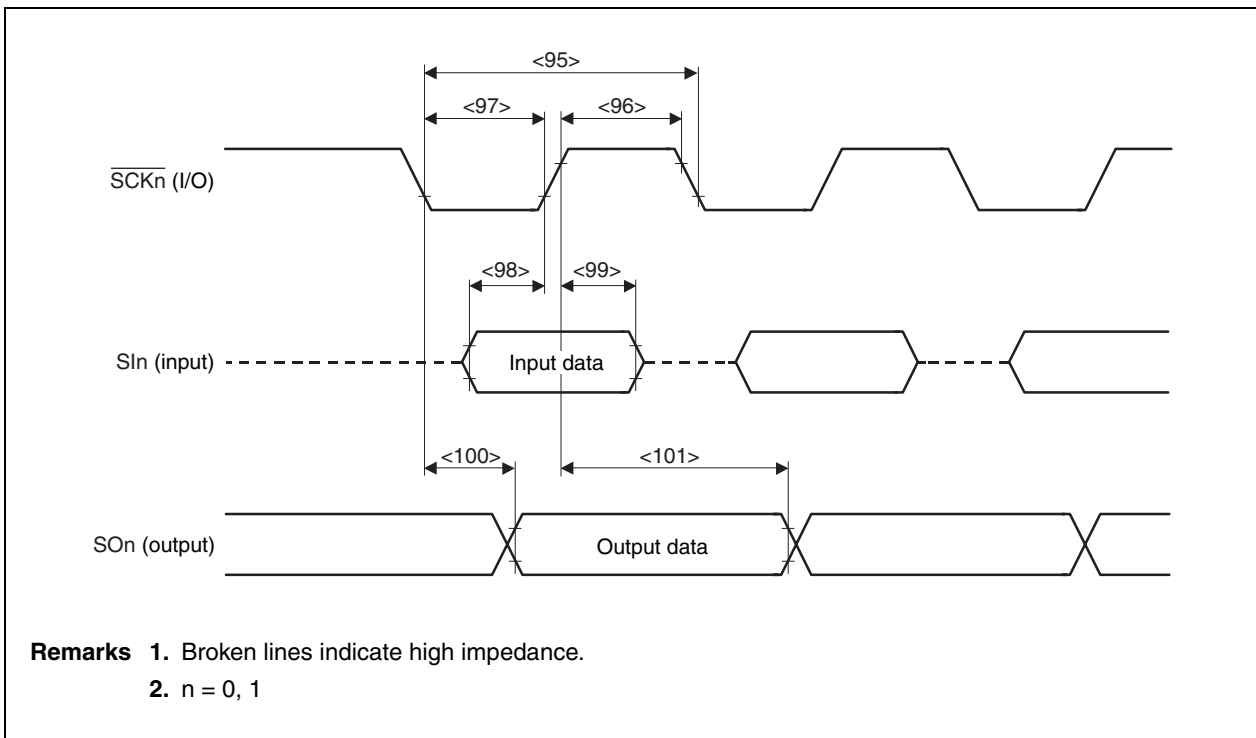 <95>
<97>
<96>
SCKn (I/O)
<98>
<99>
SIn (input)
Input data
<100>
<101>
SOn (output)
Output data
Remarks 1. Broken lines indicate high impedance.
2. n = 0, 1